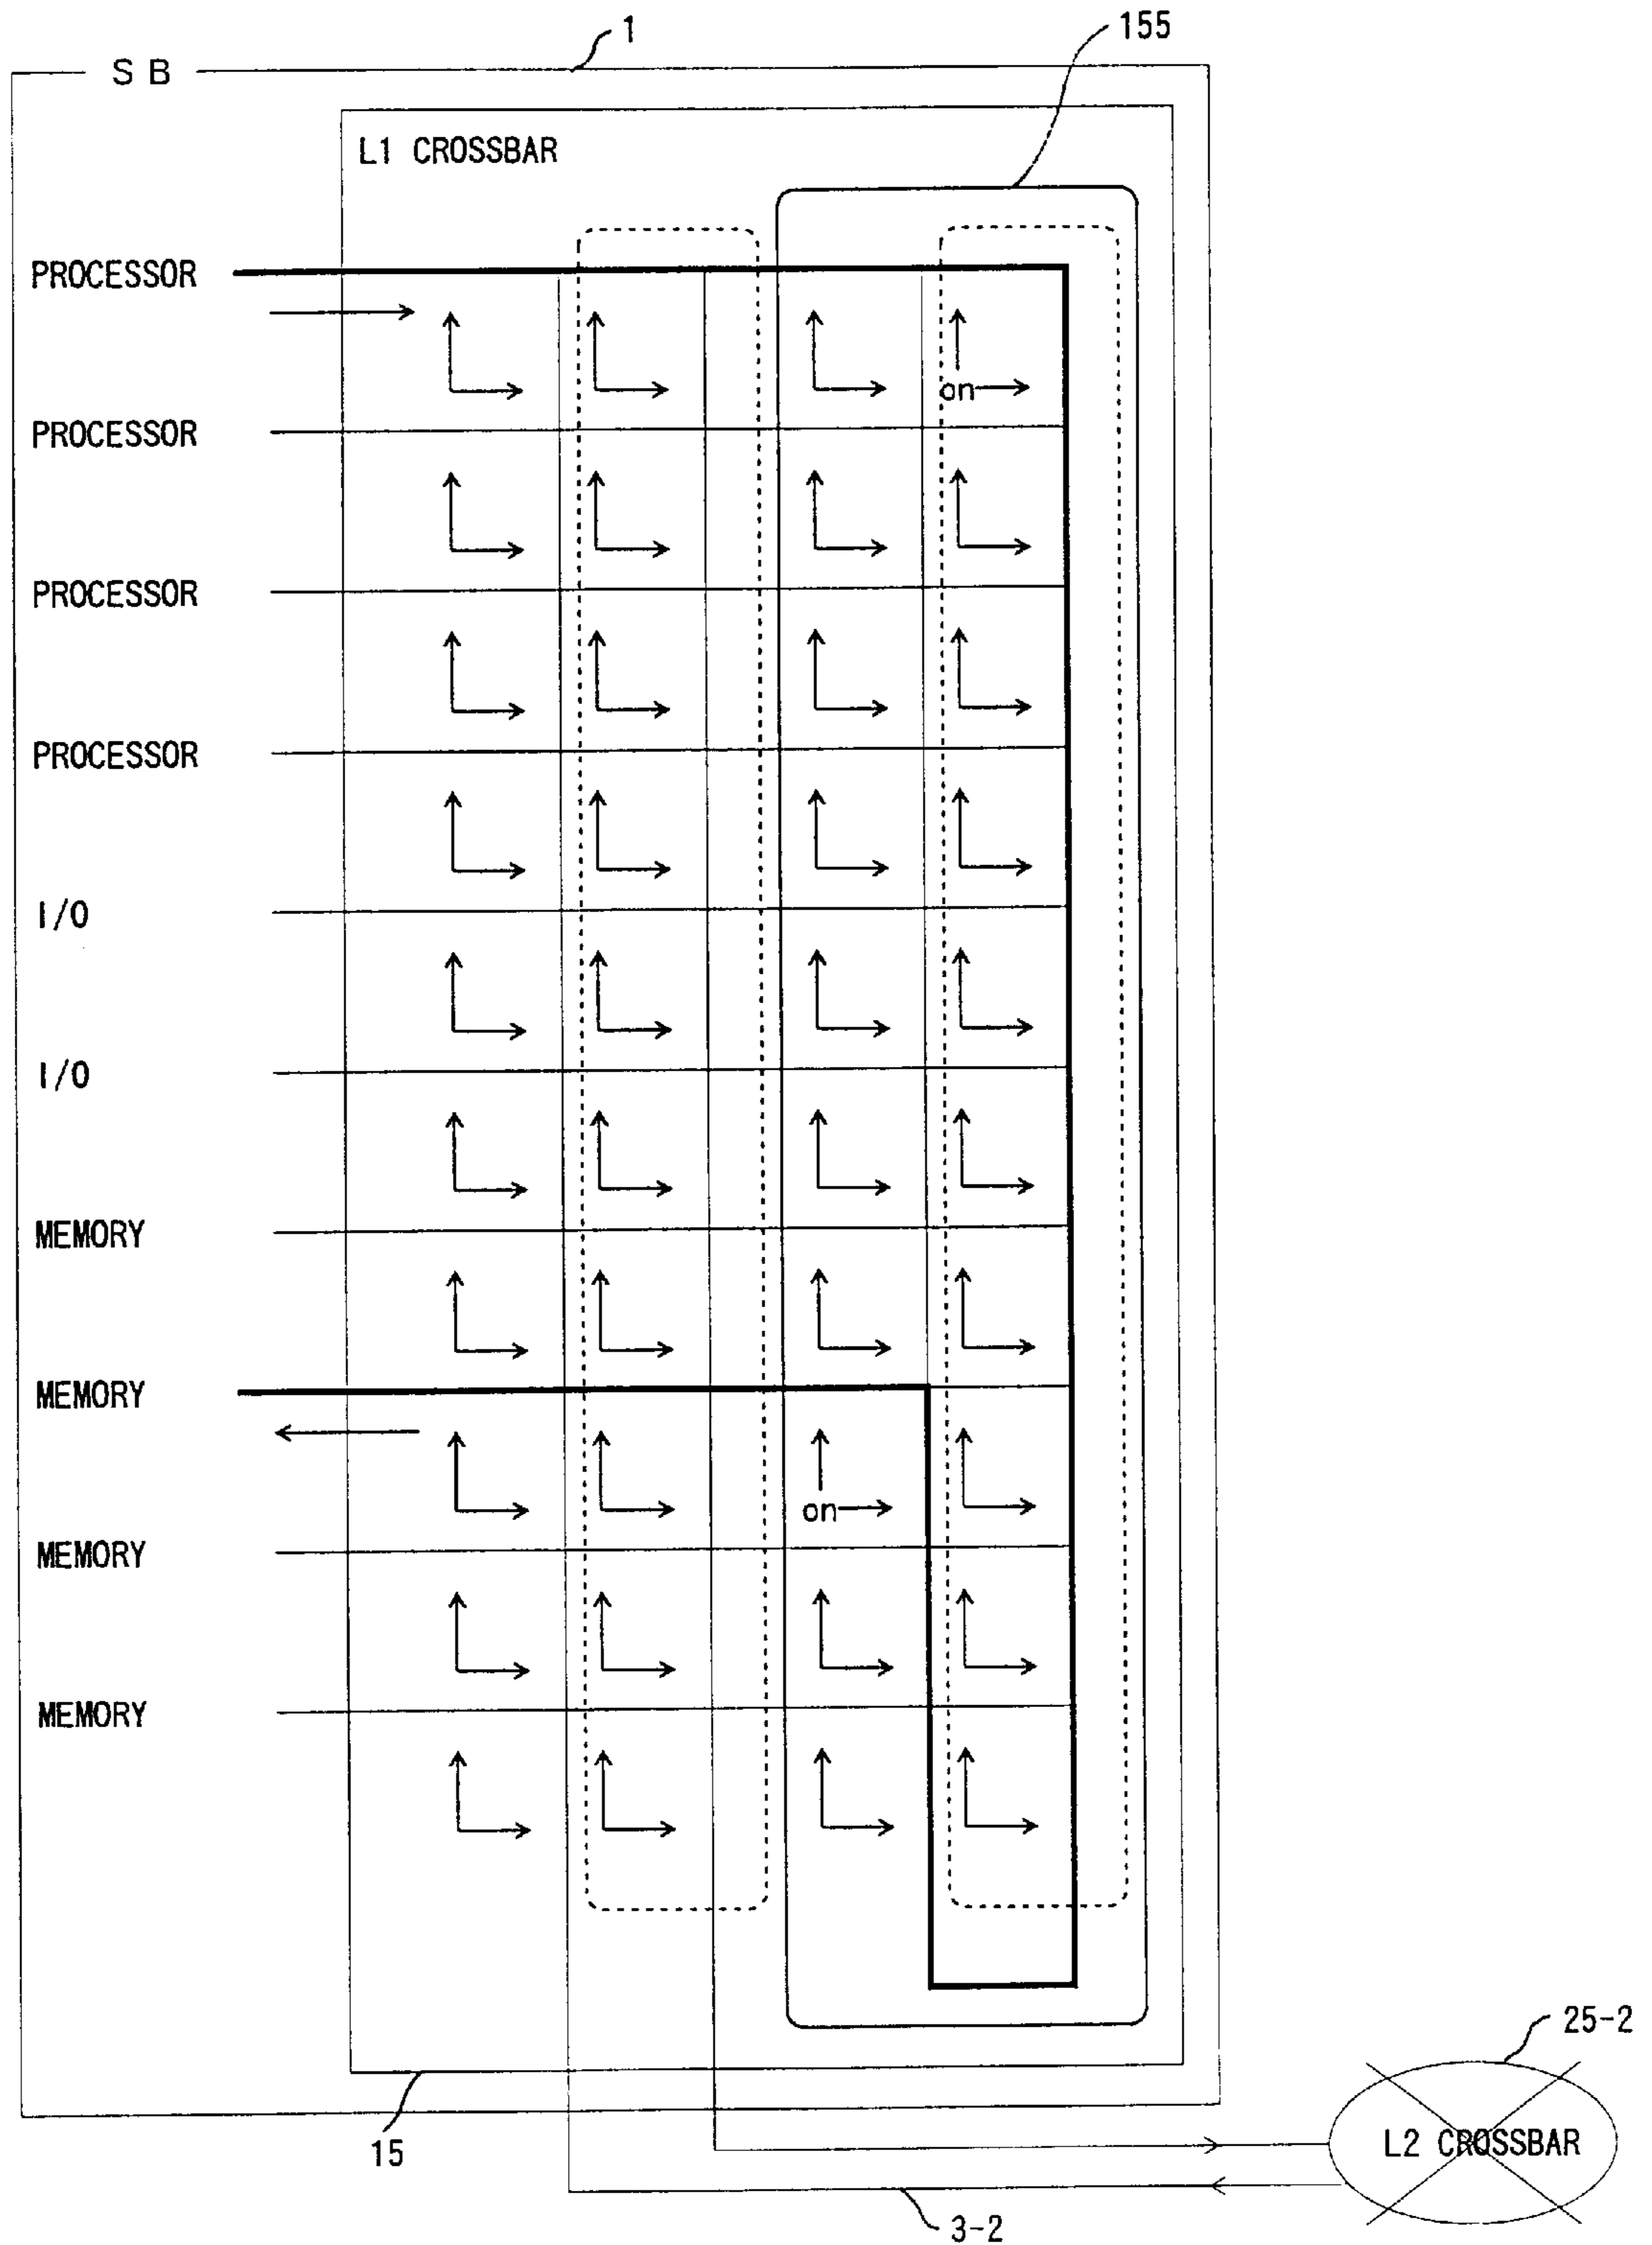 1
155
S B
L1 CROSSBAR
PROCESSOR
on
PROCESSOR
PROCESSOR
PROCESSOR
I/O
I/O
MEMORY
MEMORY
on
MEMORY
MEMORY
25-2
L2 CROSSBAR
15
3-2